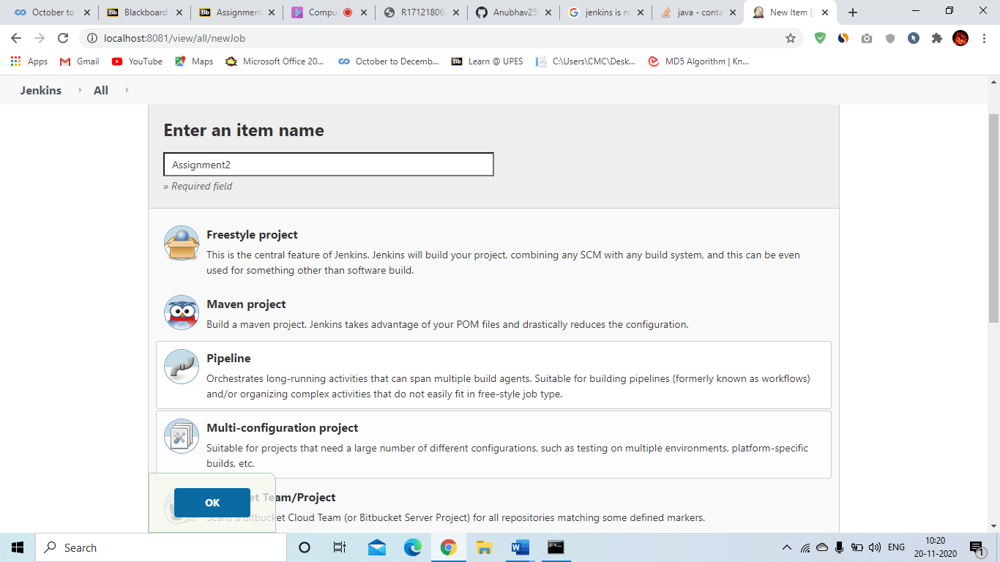 October to
Blackboard
Assignment
Compu
R17121806
Anubhav25
jenkins is no
java - conta
New Item [J
localhost:8081/view/all/newJob
Apps
Gmail
YouTube
Maps
Microsoft Office 20...
October to Decemb...
Learn @ UPES
C:\Users\CMC\Desk...
MD5 Algorithm | Kn...
Jenkins
All
Enter an item name
Assignment2
» Required field
Freestyle project
This is the central feature of Jenkins. Jenkins will build your project, combining any SCM with any build system, and this can be even
used for something other than software build.
Maven project
Build a maven project. Jenkins takes advantage of your POM files and drastically reduces the configuration.
Pipeline
Orchestrates long-running activities that can span multiple build agents. Suitable for building pipelines (formerly known as workflows)
and/or organizing complex activities that do not easily fit in free-style job type.
Multi-configuration project
Suitable for projects that need a large number of different configurations, such as testing on multiple environments, platform-specific
builds, etc.
OK
et Team/Project
Scans a Bitbucket Cloud Team (or Bitbucket Server Project) for all repositories matching some defined markers.
Search
ENG
10:20
20-11-2020
1